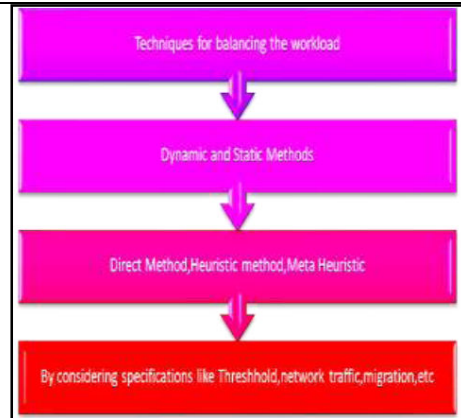 Techniques for balancing the workload
Dynamic and Static Methods
Direct Method,Heuristic method,Meta Heuristic
By considering specifications like Threshhold,network traffic,migration,etc